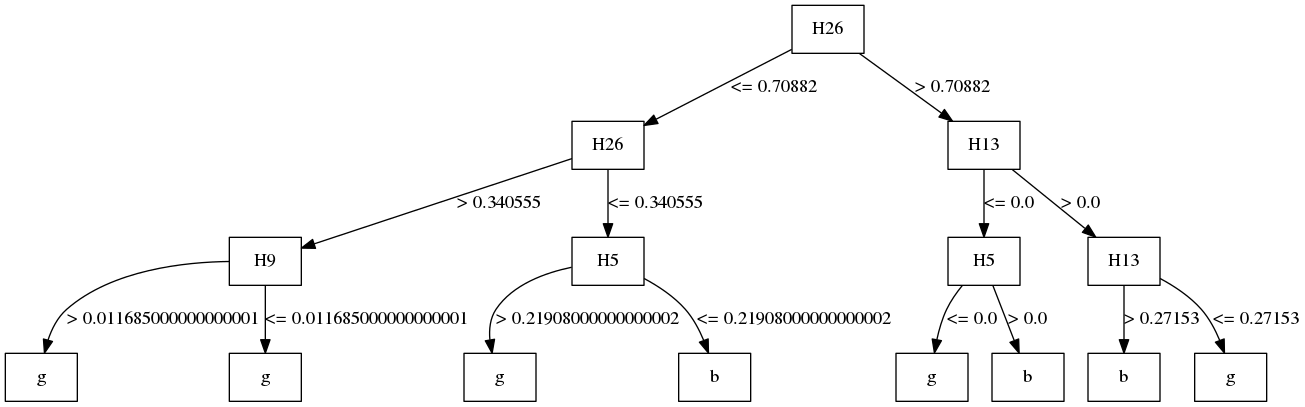 H26
<= 0.70882
> 0.70882
H26
H13
> 0.340555
<= 0.340555
<= 0.0
> 0.0
H9
H5
H5
H13
> 0.011685000000000001
<= 0.011685000000000001
> 0.21908000000000002
<= 0.21908000000000002
<= 0.0
> 0.0
> 0.27153
<= 0.27153
g
g
g
b
g
b
b
g